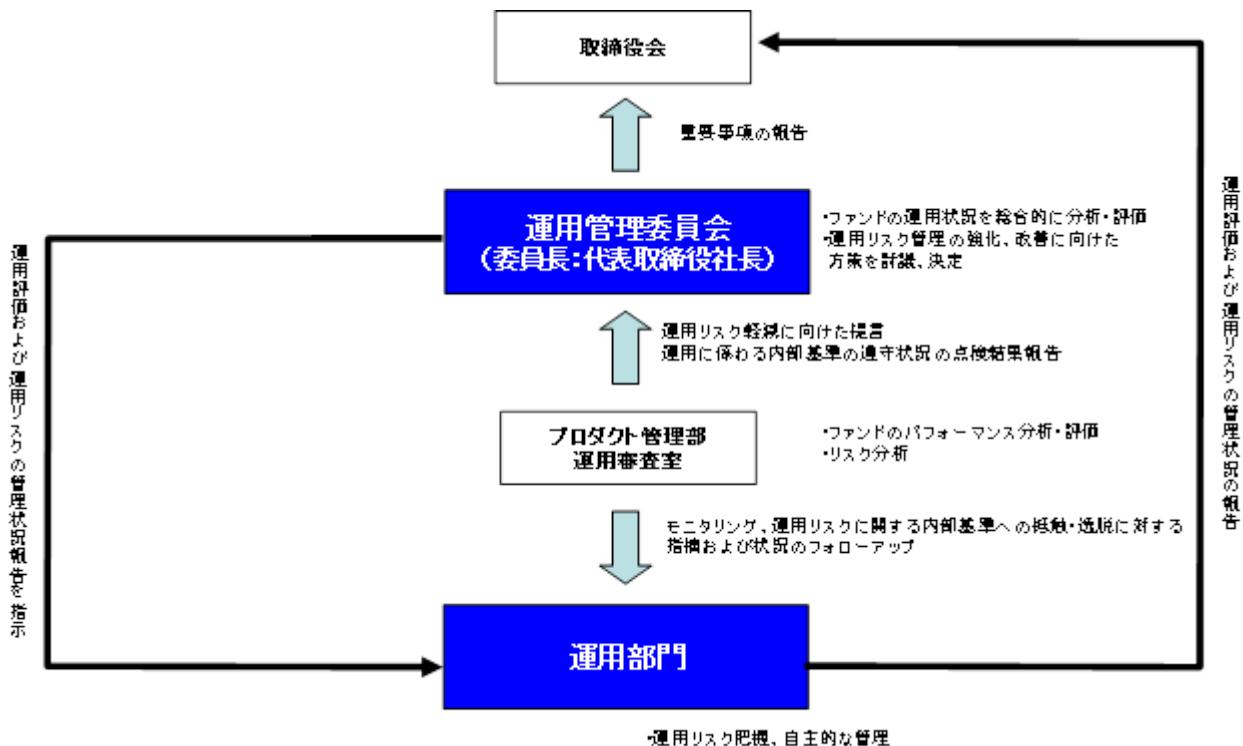 取締役会
重要事項の報告
運用管理委員会
（委員長：代表取締役社長）
・ファンドの運用状況を総合的に分析・評価
・運用リスク管理の強化、改善に向けた
方策を討議、決定
運用リスク軽減に向けた提言
運用に係わる内部基準の遵守状況の点検結果報告
プロダクト管理部
運用審査室
・ファンドのパフォーマンス分析・評価
・リスク分析
モニタリング、運用リスクに関する内部基準への抵触・逸脱に対する
指摘および状況のフォローアップ
運用部門
・運用リスク把握、自主的な管理
運用評価および運用リスクの管理状況報告を指示
運用評価および運用リスクの管理状況の報告